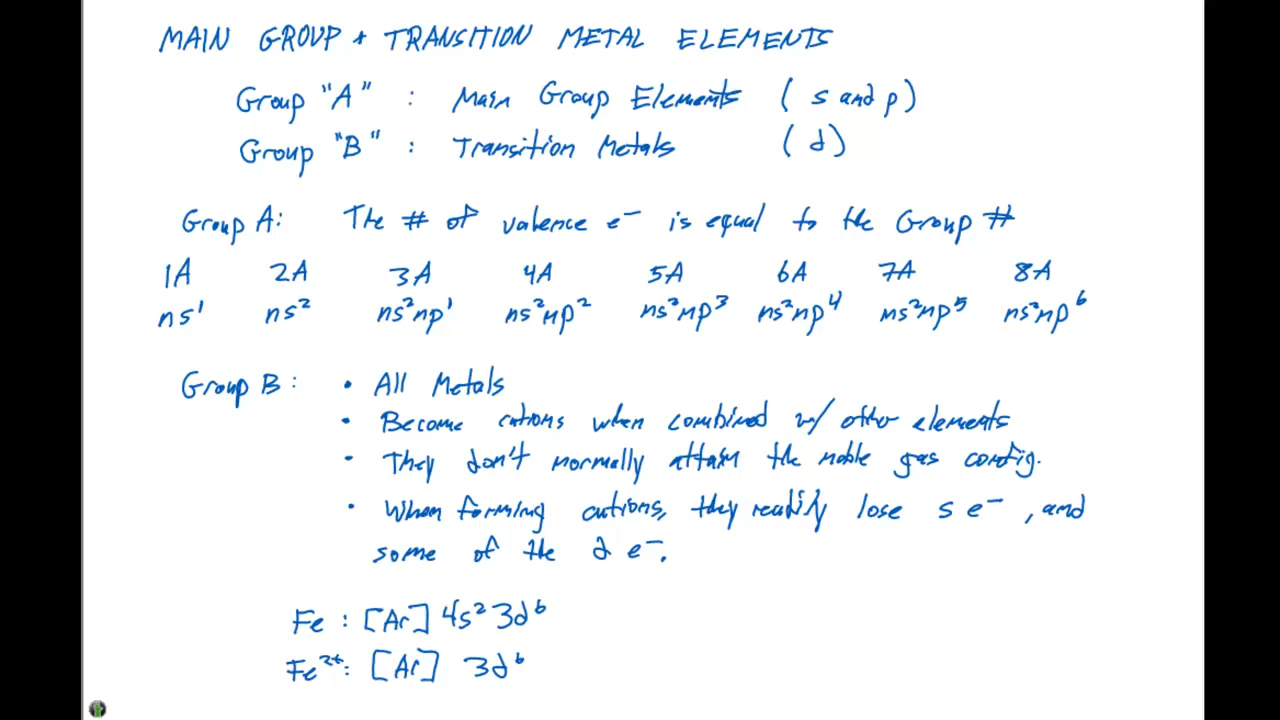 MAIN GROUP + TRANSITION METAL ELEMENTS
Group "A" : Main Group Elements (s and p)
Group "B" : Transition Metals (d)
Group A: The # of valence e⁻ is equal to the Group #
1A 2A 3A 4A 5A 6A 7A 8A
ns¹ ns² ns²np¹ ns²np² ns²np³ ns²np⁴ ns²np⁵ ns²np⁶
Group B: • All Metals
• Become cations when combined w/ other elements
• They don't normally attain the noble gas config.
• When forming cations, they readily lose s e⁻, and
some of the d e⁻.
Fe : [Ar] 4s² 3d⁶
Fe²⁺: [Ar] 3d⁶